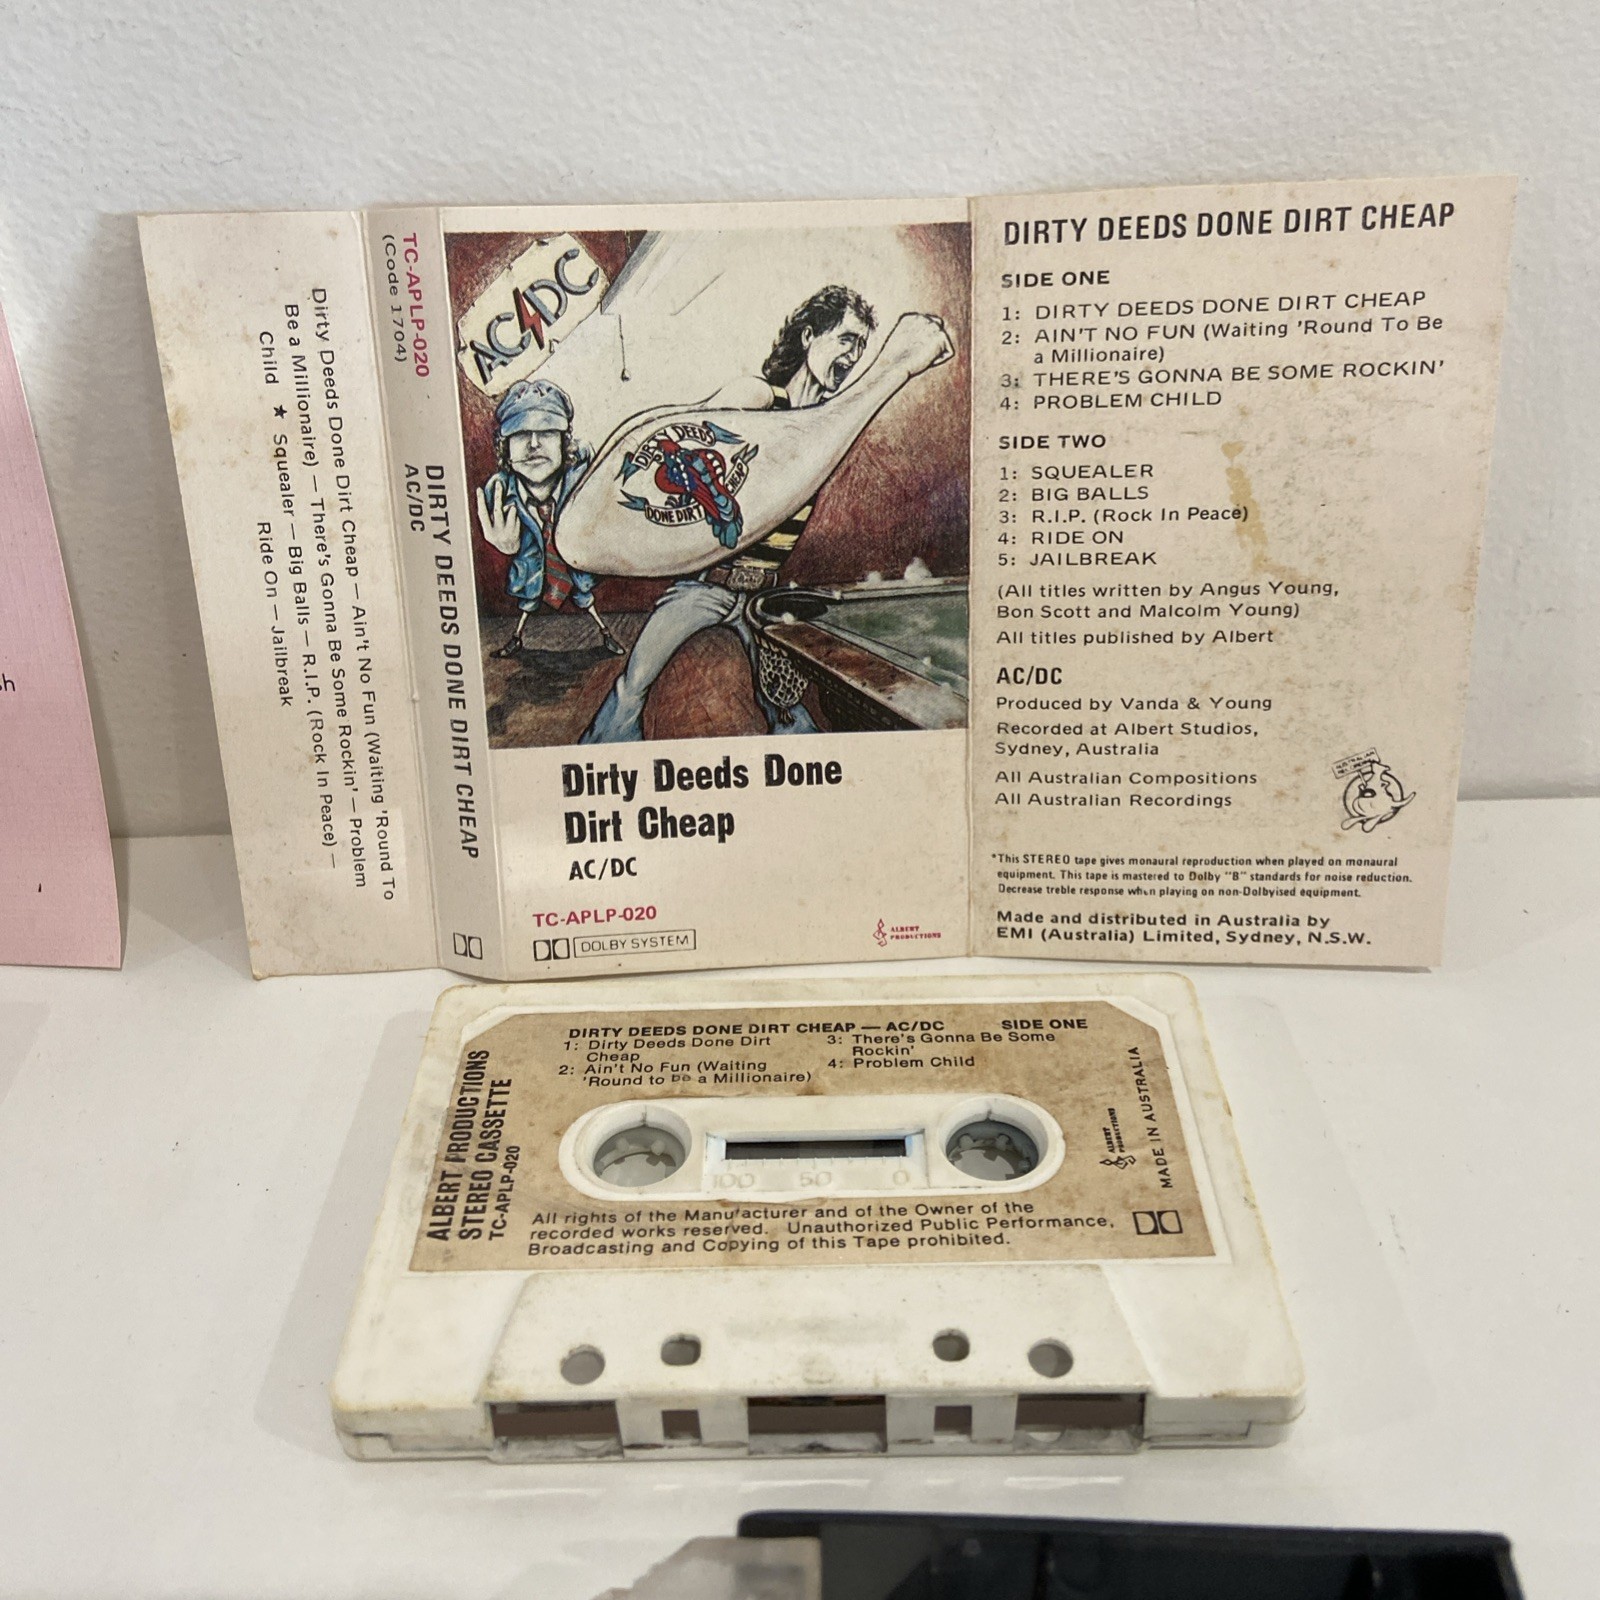 Dirty Deeds Done Dirt Cheap — Ain't No Fun (Waiting 'Round To
Be a Millionaire) — There's Gonna Be Some Rockin' — Problem
Child ★ Squealer — Big Balls — R.I.P. (Rock In Peace) —
Ride On — Jailbreak
TC-APLP-020
(Code 1704)
DIRTY DEEDS DONE DIRT CHEAP
AC/DC
AC/DC
DIRTY DEEDS
DONE DIRT
CHEAP
Dirty Deeds Done
Dirt Cheap
AC/DC
TC-APLP-020
DOLBY SYSTEM
ALBERT
PRODUCTIONS
DIRTY DEEDS DONE DIRT CHEAP
SIDE ONE
1: DIRTY DEEDS DONE DIRT CHEAP
2: AIN'T NO FUN (Waiting 'Round To Be
a Millionaire)
3: THERE'S GONNA BE SOME ROCKIN'
4: PROBLEM CHILD
SIDE TWO
1: SQUEALER
2: BIG BALLS
3: R.I.P. (Rock In Peace)
4: RIDE ON
5: JAILBREAK
(All titles written by Angus Young,
Bon Scott and Malcolm Young)
All titles published by Albert
AC/DC
Produced by Vanda & Young
Recorded at Albert Studios,
Sydney, Australia
All Australian Compositions
All Australian Recordings
*This STEREO tape gives monaural reproduction when played on monaural
equipment. This tape is mastered to Dolby "B" standards for noise reduction.
Decrease treble response when playing on non-Dolbyised equipment.
Made and distributed in Australia by
EMI (Australia) Limited, Sydney, N.S.W.
DIRTY DEEDS DONE DIRT CHEAP — AC/DC SIDE ONE
1: Dirty Deeds Done Dirt
Cheap
2: Ain't No Fun (Waiting
'Round to be a Millionaire)
3: There's Gonna Be Some
Rockin'
4: Problem Child
ALBERT PRODUCTIONS
STEREO CASSETTE
TC-APLP-020
100 50 0
ALBERT
PRODUCTIONS
MADE IN AUSTRALIA
All rights of the Manufacturer and of the Owner of the
recorded works reserved. Unauthorized Public Performance,
Broadcasting and Copying of this Tape prohibited.